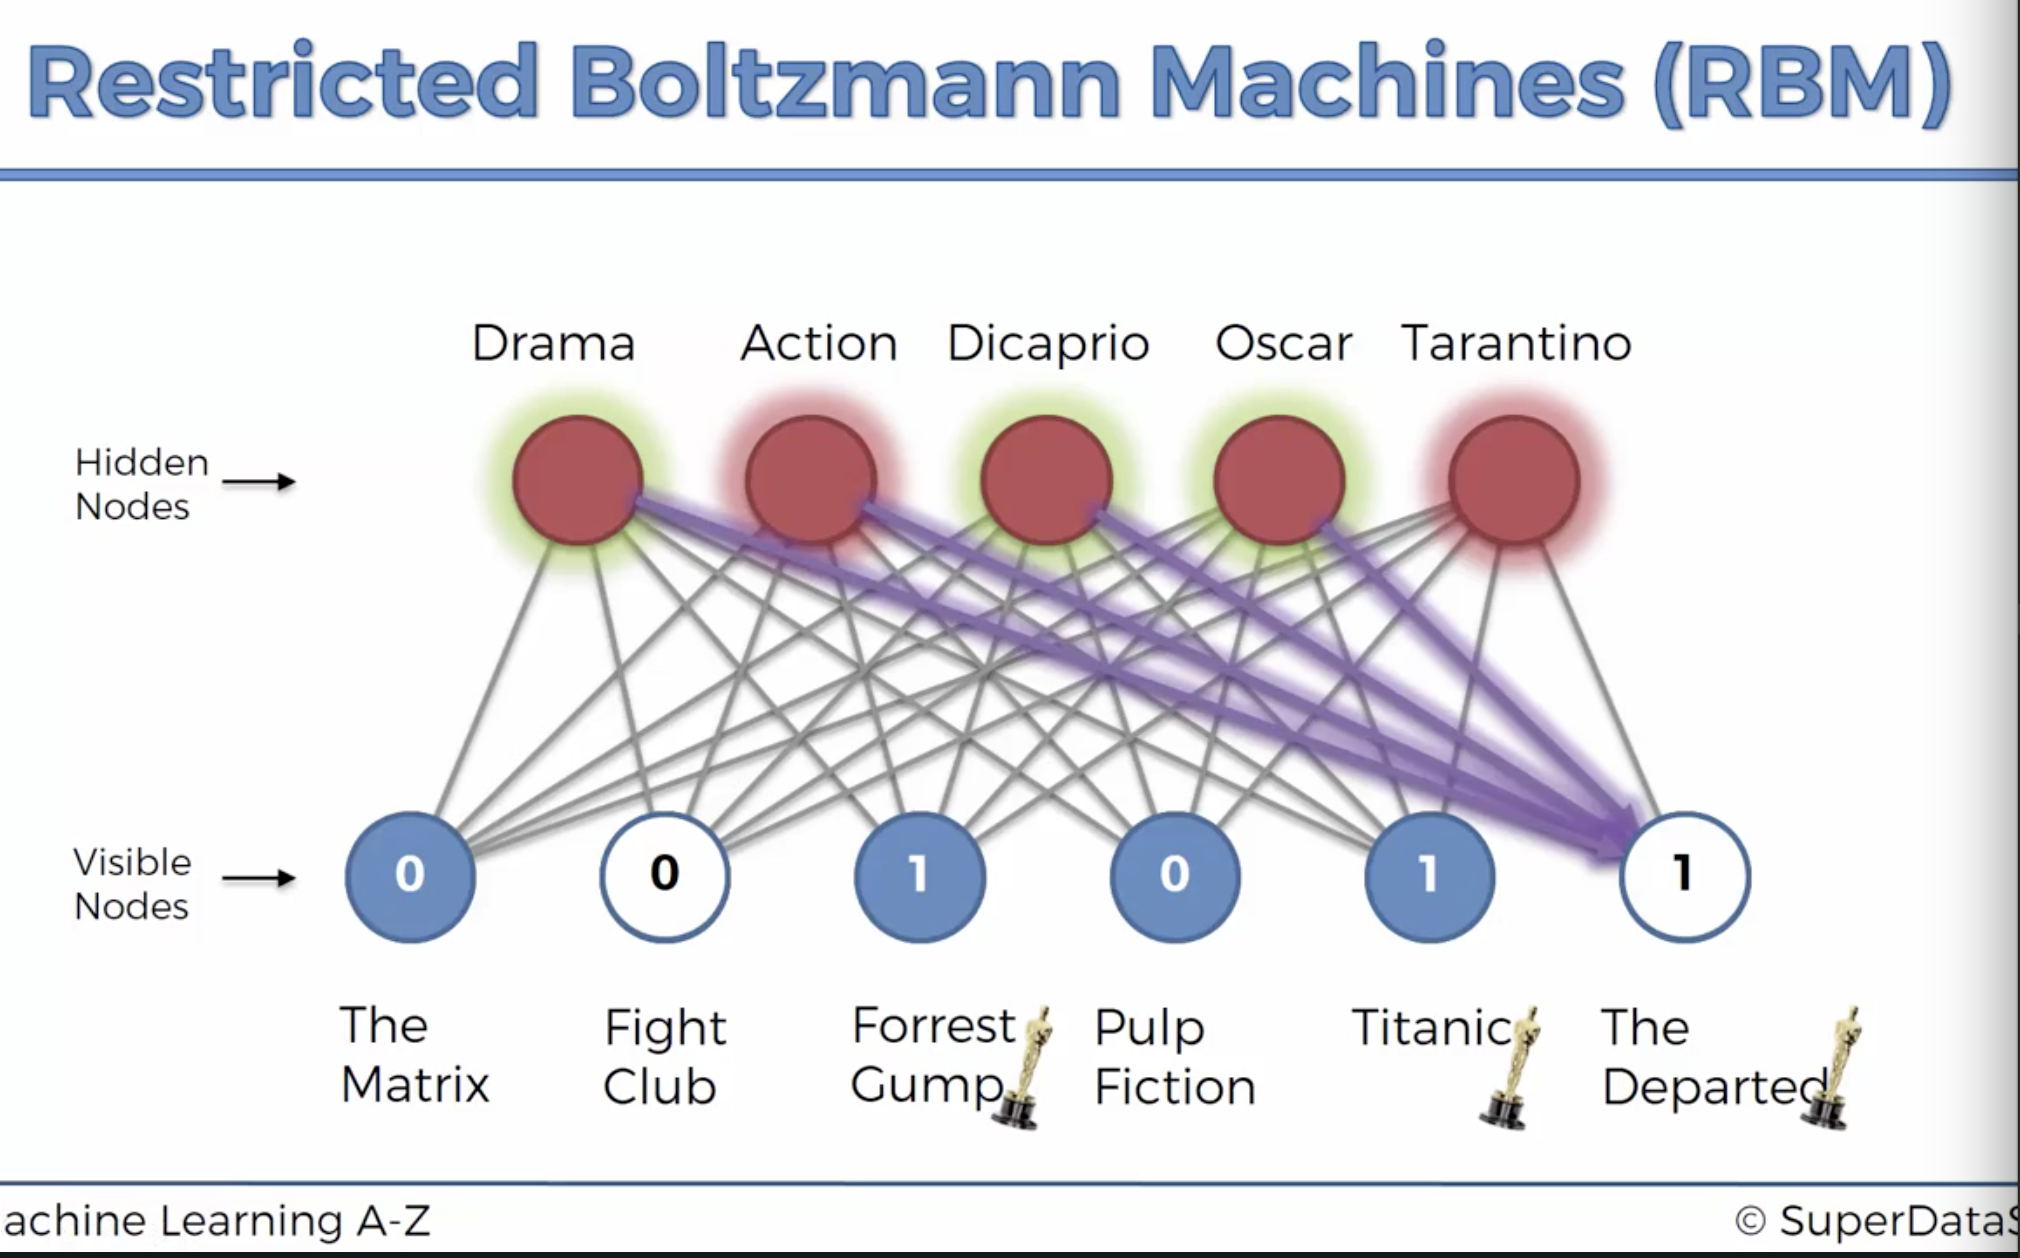 Restricted Boltzmann Machines (RBM)
Drama Action Dicaprio Oscar Tarantino
Hidden
Nodes
Visible
Nodes
0 0 1 0 1 1
The
Matrix
Fight
Club
Forrest
Gump
Pulp
Fiction
Titanic
The
Departed
achine Learning A-Z
© SuperDataS